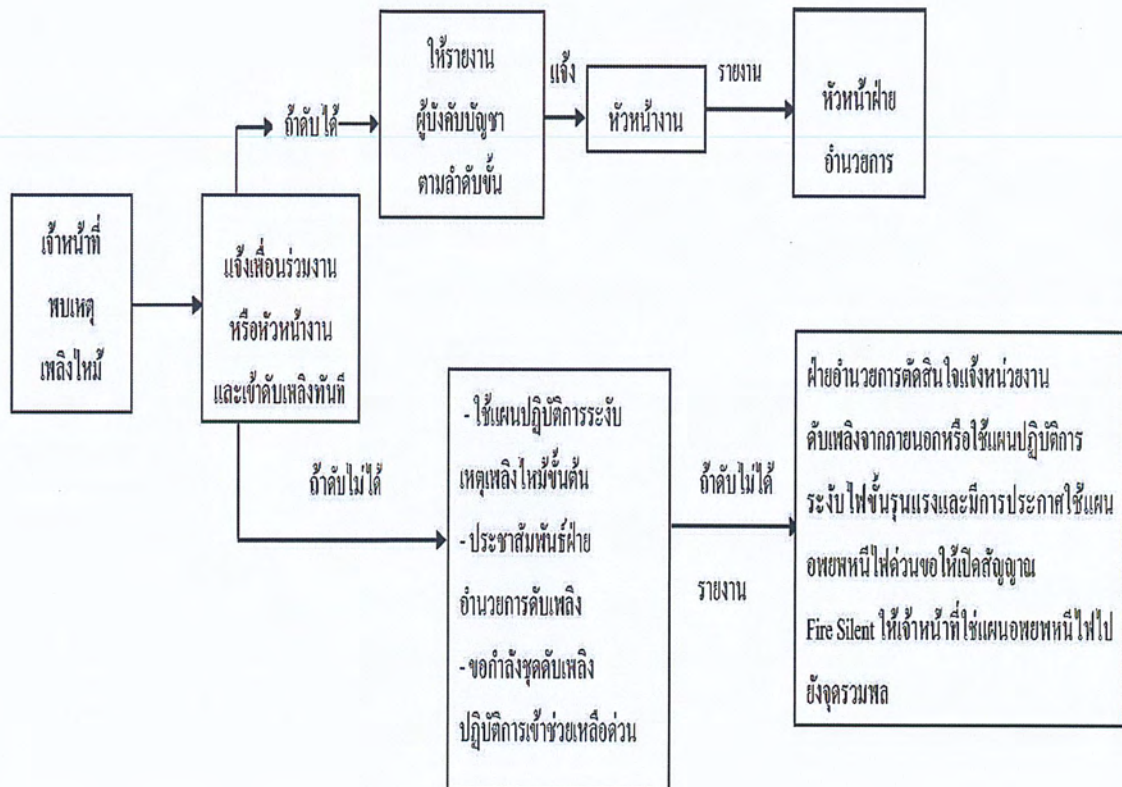 เจ้าหน้าที่
พบเหตุ
เพลิงไหม้
แจ้งเพื่อนร่วมงาน
หรือหัวหน้างาน
และเข้าดับเพลิงทันที
ถ้าดับได้
ให้รายงาน
ผู้บังคับบัญชา
ตามลำดับขั้น
แจ้ง
หัวหน้างาน
รายงาน
หัวหน้าฝ่าย
อำนวยการ
ถ้าดับไม่ได้
- ใช้แผนปฏิบัติการระงับ
เหตุเพลิงไหม้ขั้นต้น
- ประชาสัมพันธ์ฝ่าย
อำนวยการดับเพลิง
- ขอกำลังชุดดับเพลิง
ปฏิบัติการเข้าช่วยเหลือด่วน
ถ้าดับไม่ได้
รายงาน
ฝ่ายอำนวยการตัดสินใจแจ้งหน่วยงาน
ดับเพลิงจากภายนอกหรือใช้แผนปฏิบัติการ
ระงับไฟขั้นรุนแรงและมีการประกาศใช้แผน
อพยพหนีไฟด่วนขอให้เปิดสัญญาณ
Fire Silent ให้เจ้าหน้าที่ใช่แผนอพยพหนีไฟไป
ยังจุดรวมพล